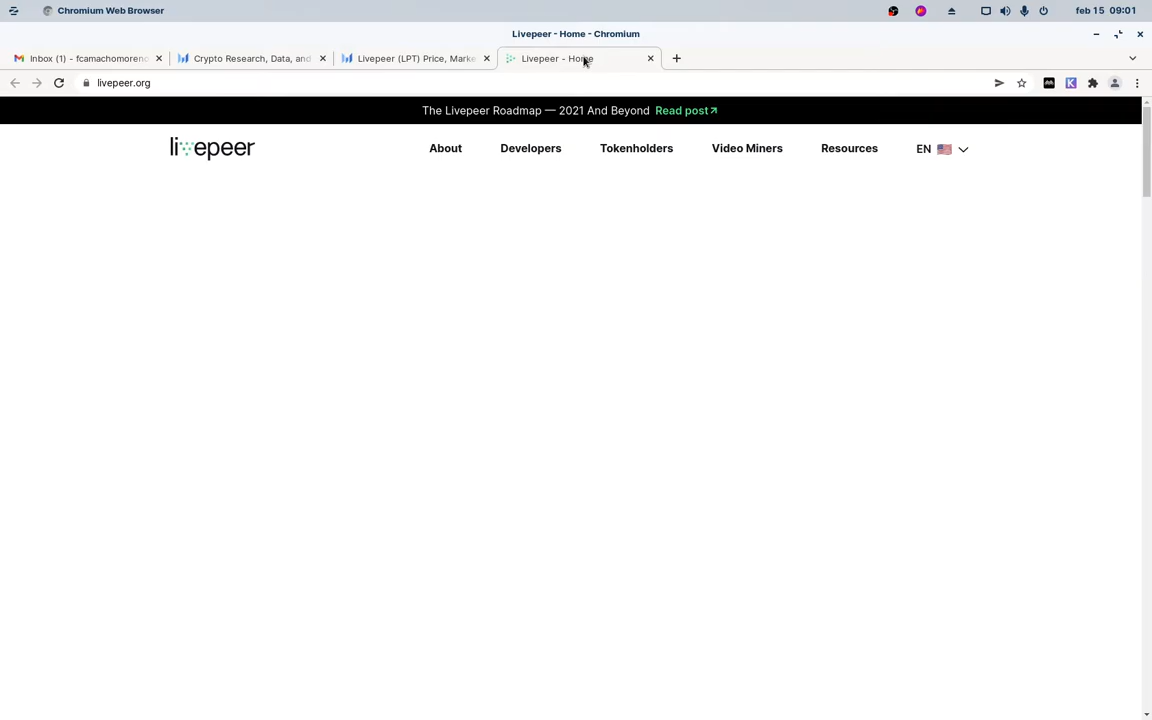 Chromium Web Browser
feb 15 09:01
Livepeer - Home - Chromium
Inbox (1) - fcamachomoreno
Crypto Research, Data, and
Livepeer (LPT) Price, Marke
Livepeer - Home
livepeer.org
The Livepeer Roadmap — 2021 And Beyond Read post↗
livepeer
About
Developers
Tokenholders
Video Miners
Resources
EN